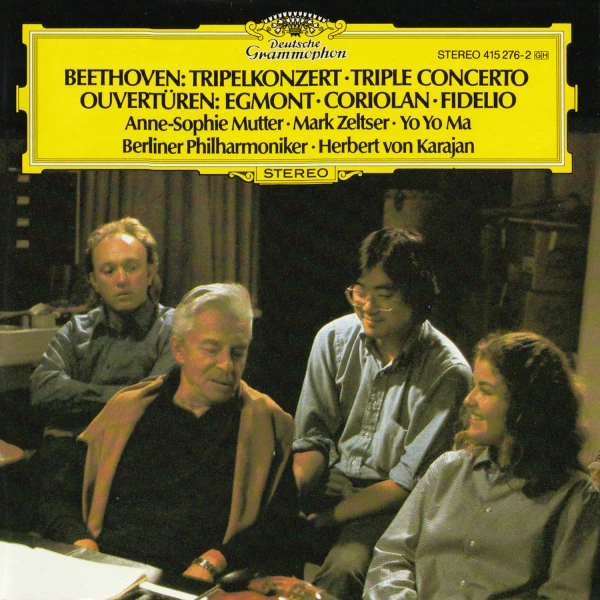 Deutsche
Grammophon
STEREO 415 276-2 GH
BEETHOVEN: TRIPELKONZERT · TRIPLE CONCERTO
OUVERTÜREN: EGMONT · CORIOLAN · FIDELIO
Anne-Sophie Mutter · Mark Zeltser · Yo Yo Ma
Berliner Philharmoniker · Herbert von Karajan
STEREO